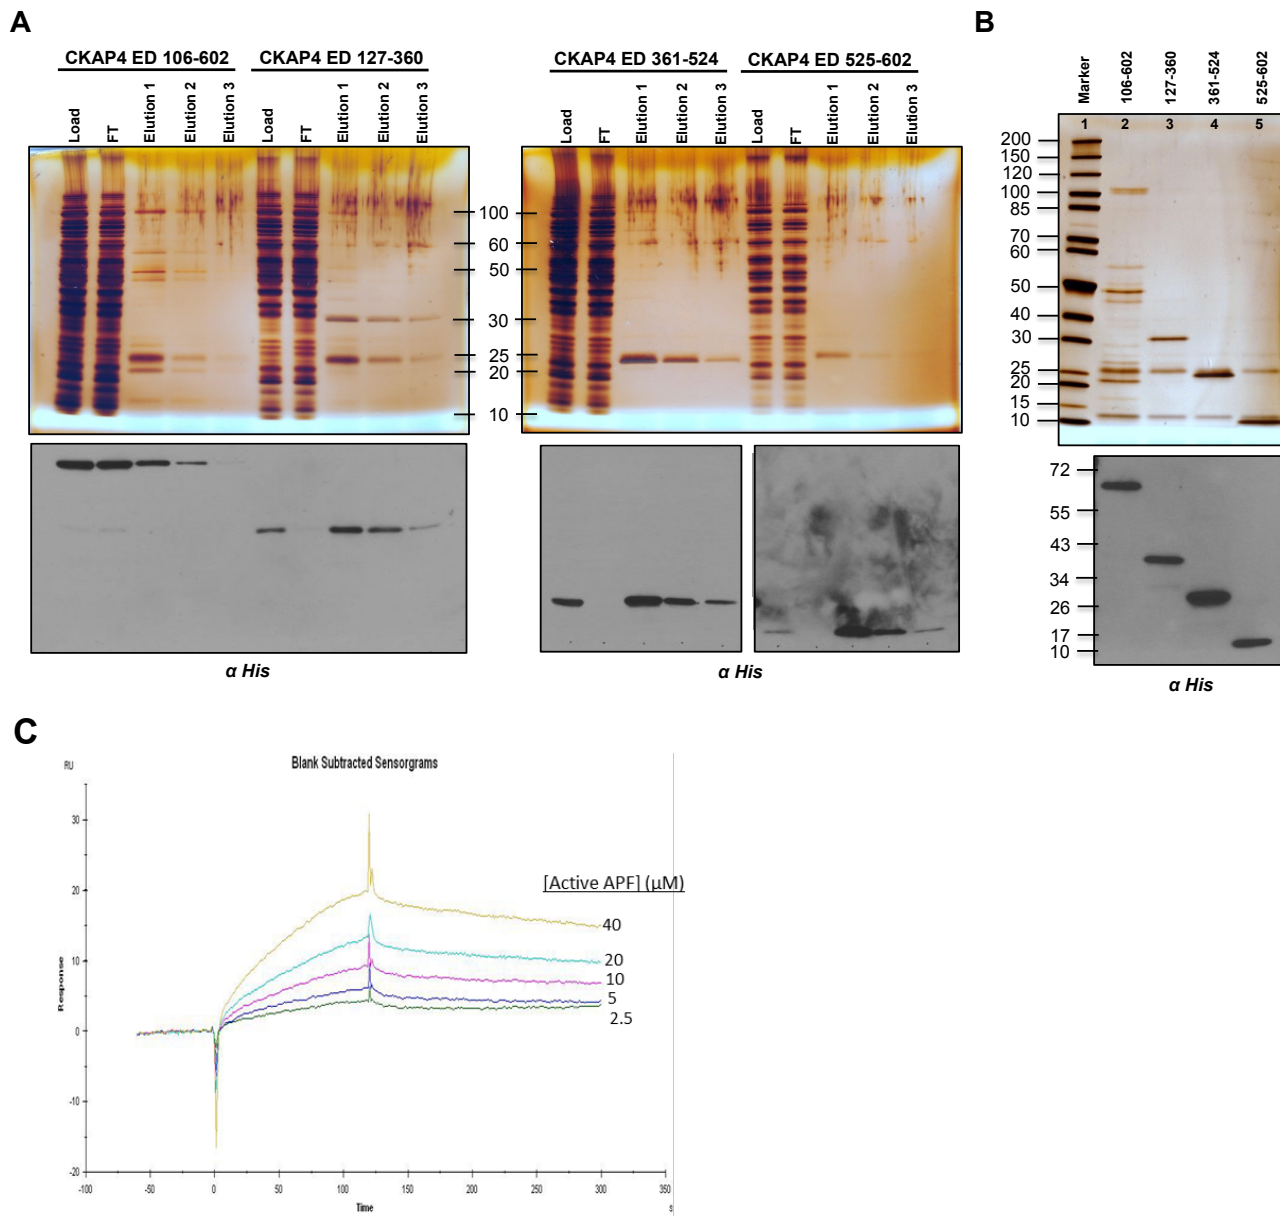 A
B
CKAP4 ED 106-602 CKAP4 ED 127-360 CKAP4 ED 361-524 CKAP4 ED 525-602
Load FT Elution 1 Elution 2 Elution 3 Load FT Elution 1 Elution 2 Elution 3 Load FT Elution 1 Elution 2 Elution 3 Load FT Elution 1 Elution 2 Elution 3
100
60
50
30
25
20
10
α His
α His
Marker 106-602 127-360 361-524 525-602
1 2 3 4 5
200
150
120
100
85
70
60
50
40
30
25
20
15
10
72
55
43
34
26
17
10
α His
C
Blank Subtracted Sensorgrams
RU
30
20
10
0
-10
-20
Response
[Active APF] (µM)
40
20
10
5
2.5
-100 -50 0 50 100 150 200 250 300 350
Time
s